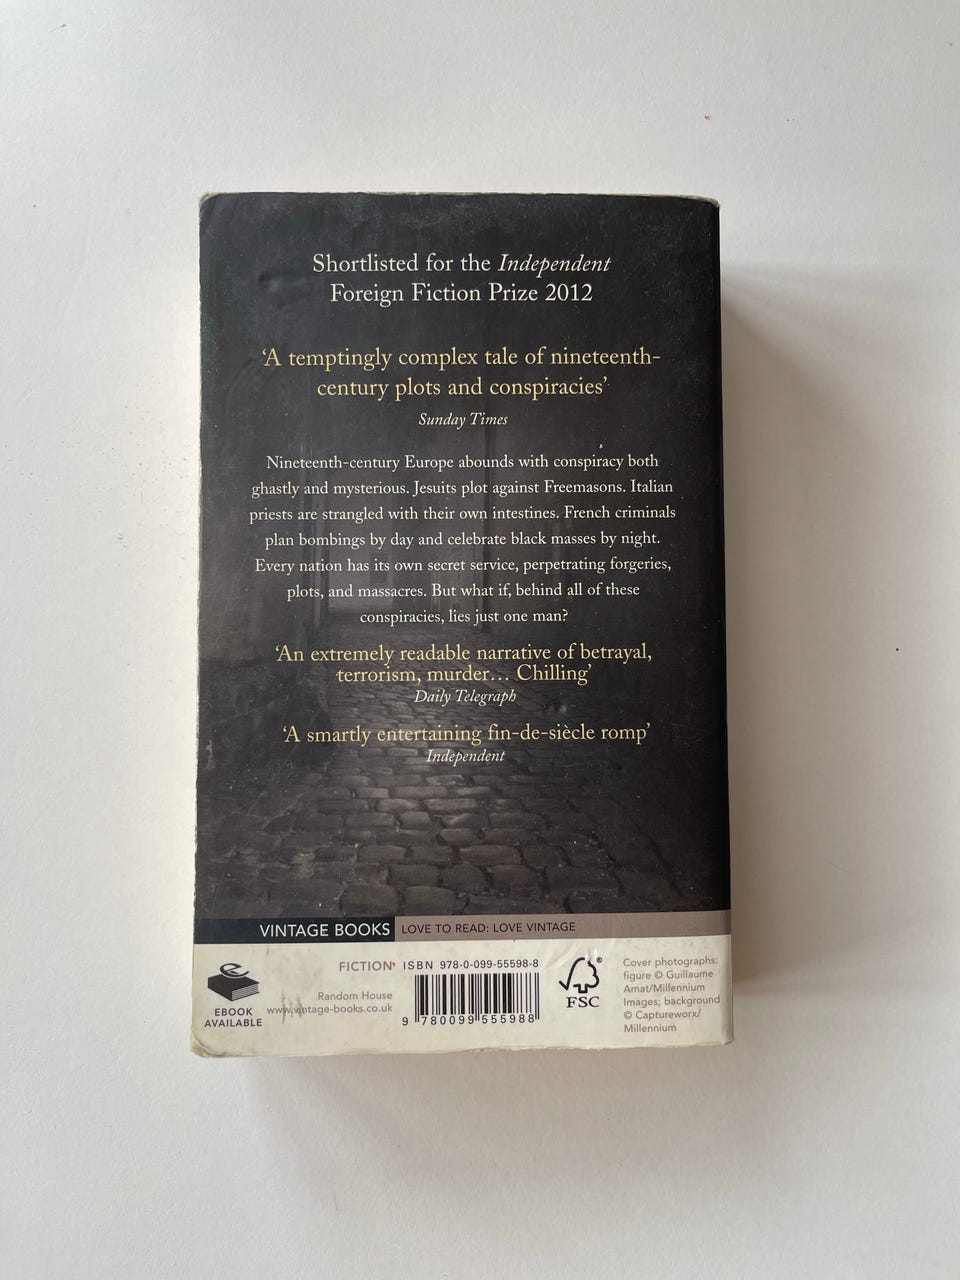 Shortlisted for the Independent
Foreign Fiction Prize 2012
‘A temptingly complex tale of nineteenth-
century plots and conspiracies’
Sunday Times
Nineteenth-century Europe abounds with conspiracy both
ghastly and mysterious. Jesuits plot against Freemasons. Italian
priests are strangled with their own intestines. French criminals
plan bombings by day and celebrate black masses by night.
Every nation has its own secret service, perpetrating forgeries,
plots, and massacres. But what if, behind all of these
conspiracies, lies just one man?
‘An extremely readable narrative of betrayal,
terrorism, murder… Chilling’
Daily Telegraph
‘A smartly entertaining fin-de-siècle romp’
Independent
VINTAGE BOOKS LOVE TO READ: LOVE VINTAGE
EBOOK
AVAILABLE
FICTION
Random House
www.vintage-books.co.uk
ISBN 978-0-099-55598-8
9 780099 555988
FSC
®
Cover photographs:
figure © Guillaume
Amat/Millennium
Images; background
© Captureworx/
Millennium